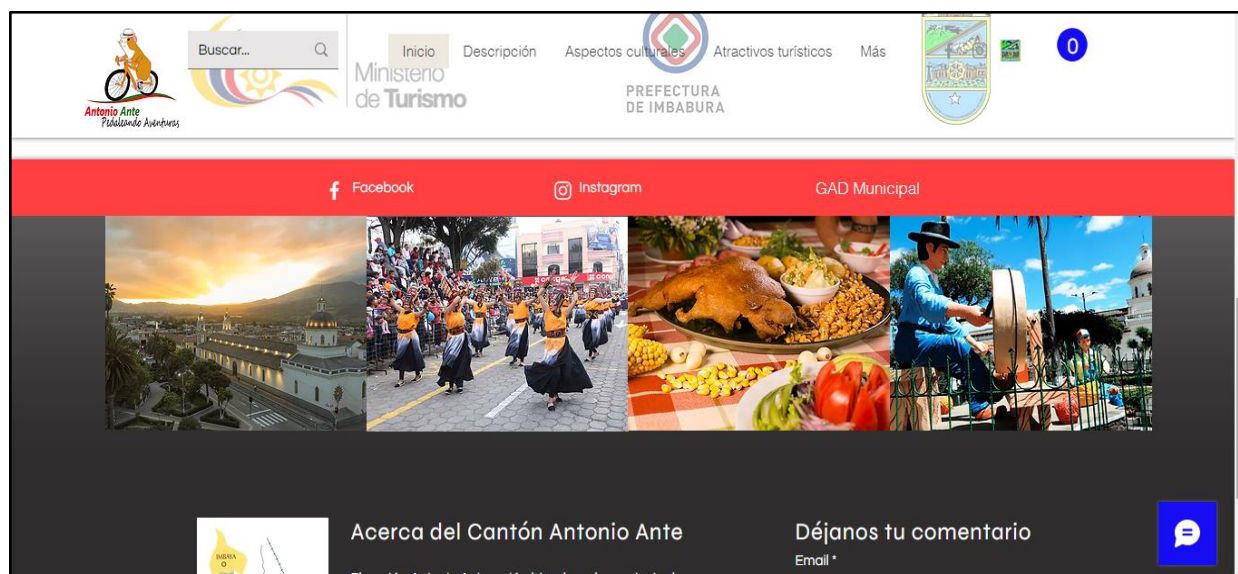 Buscar...
Inicio
Descripción
Aspectos culturales
Atractivos turísticos
Más
0
Ministerio
de Turismo
PREFECTURA
DE IMBABURA
Antonio Ante
Pedaleando Aventuras
Facebook
Instagram
GAD Municipal
Acerca del Cantón Antonio Ante
Déjanos tu comentario
IMBAYA
Email *